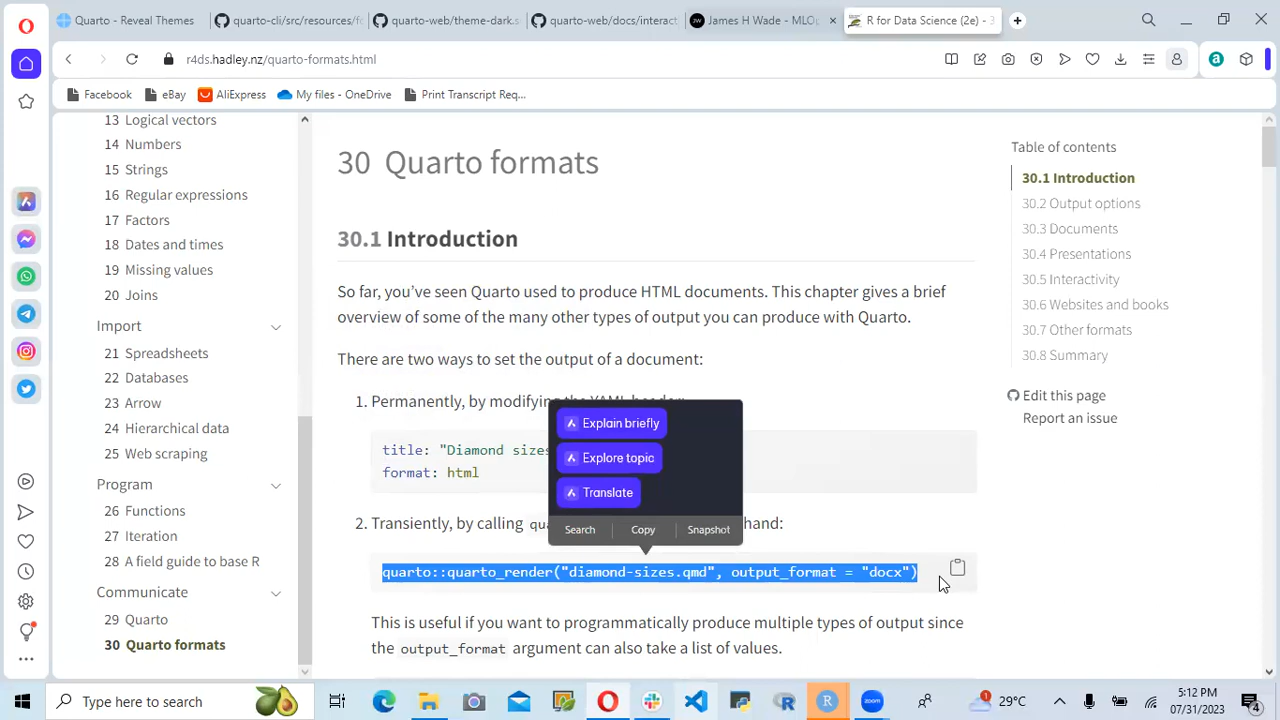 Quarto - Reveal Themes
quarto-cli/src/resources/fo
quarto-web/theme-dark.s
quarto-web/docs/interact
James H Wade - MLOp
R for Data Science (2e) - 3
r4ds.hadley.nz/quarto-formats.html
Facebook
eBay
AliExpress
My files - OneDrive
Print Transcript Req...
13 Logical vectors
14 Numbers
15 Strings
16 Regular expressions
17 Factors
18 Dates and times
19 Missing values
20 Joins
Import
21 Spreadsheets
22 Databases
23 Arrow
24 Hierarchical data
25 Web scraping
Program
26 Functions
27 Iteration
28 A field guide to base R
Communicate
29 Quarto
30 Quarto formats
30 Quarto formats
30.1 Introduction
So far, you've seen Quarto used to produce HTML documents. This chapter gives a brief
overview of some of the many other types of output you can produce with Quarto.
There are two ways to set the output of a document:
1. Permanently, by modifying the YAML header:
title: "Diamond sizes
format: html
Explain briefly
Explore topic
Translate
Search
Copy
Snapshot
2. Transiently, by calling qua hand:
quarto::quarto_render("diamond-sizes.qmd", output_format = "docx")
This is useful if you want to programmatically produce multiple types of output since
the output_format argument can also take a list of values.
Table of contents
30.1 Introduction
30.2 Output options
30.3 Documents
30.4 Presentations
30.5 Interactivity
30.6 Websites and books
30.7 Other formats
30.8 Summary
Edit this page
Report an issue
Type here to search
zoom
1
29°C
5:12 PM
07/31/2023
4